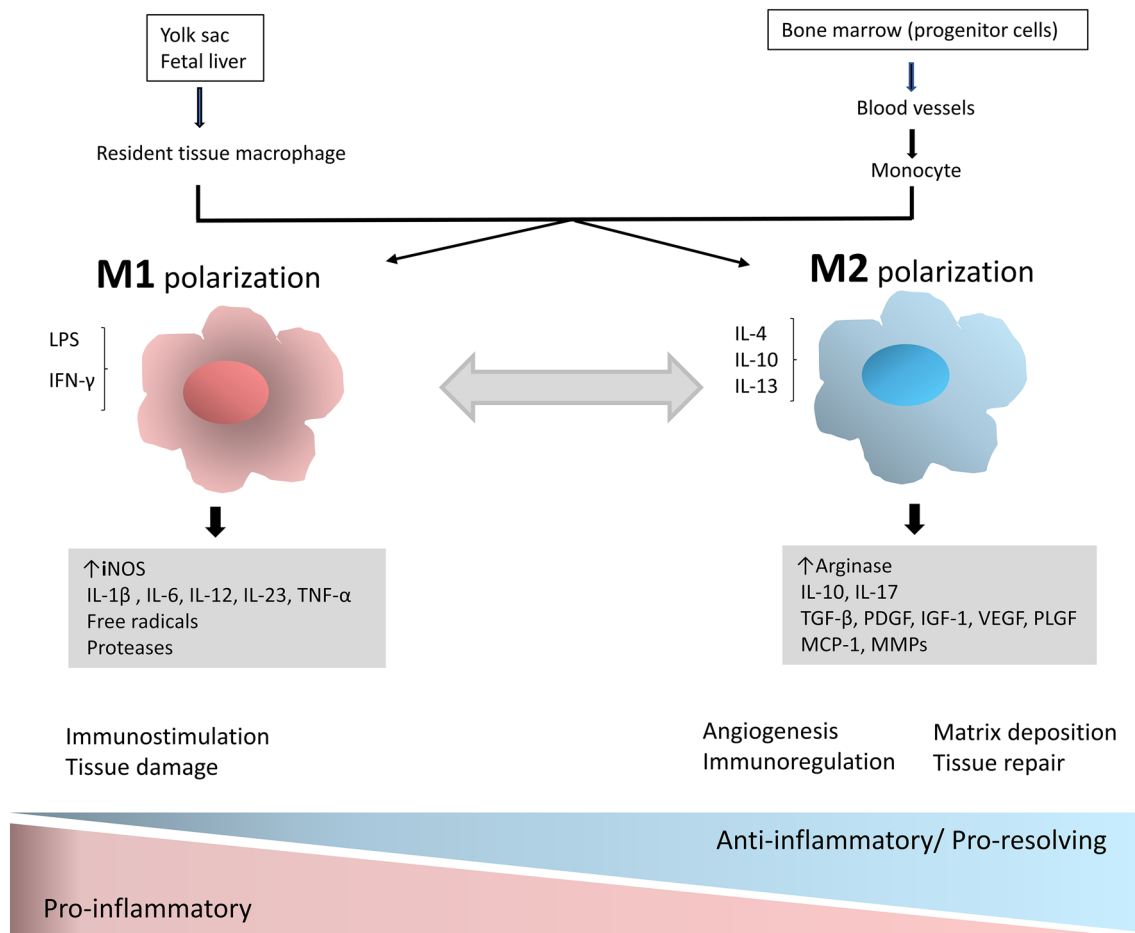 Yolk sac
Fetal liver
Bone marrow (progenitor cells)
Blood vessels
Resident tissue macrophage
Monocyte
M1 polarization
M2 polarization
LPS
IFN-γ
IL-4
IL-10
IL-13
↑iNOS
IL-1β , IL-6, IL-12, IL-23, TNF-α
Free radicals
Proteases
↑Arginase
IL-10, IL-17
TGF-β, PDGF, IGF-1, VEGF, PLGF
MCP-1, MMPs
Immunostimulation
Tissue damage
Angiogenesis
Immunoregulation
Matrix deposition
Tissue repair
Anti-inflammatory/ Pro-resolving
Pro-inflammatory